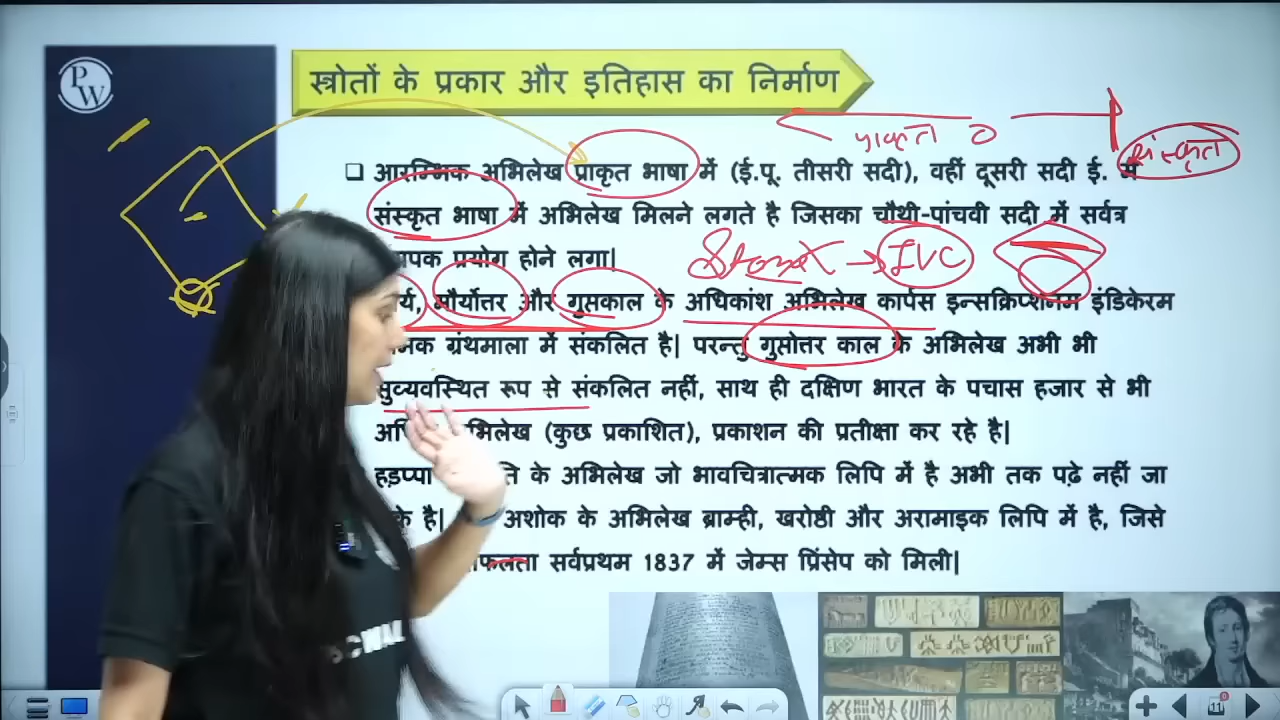 PW
स्त्रोतों के प्रकार और इतिहास का निर्माण
प्राकृत
संस्कृत
आरम्भिक अभिलेख प्राकृत भाषा में (ई.पू. तीसरी सदी), वहीं दूसरी सदी ई. में
संस्कृत भाषा में अभिलेख मिलने लगते है जिसका चौथी-पांचवी सदी में सर्वत्र
प्रयोग होने लगा|
IVC
मौर्योत्तर और गुप्तकाल के अधिकांश अभिलेख कार्पस इन्सक्रिप्शनम इंडिकेरम
ग्रंथमाला में संकलित है| परन्तु गुप्तोत्तर काल के अभिलेख अभी भी
सुव्यवस्थित रूप से संकलित नहीं, साथ ही दक्षिण भारत के पचास हजार से भी
(कुछ प्रकाशित), प्रकाशन की प्रतीक्षा कर रहे है|
हड़प्पा के अभिलेख जो भावचित्रात्मक लिपि में है अभी तक पढ़े नहीं जा
है| अशोक के अभिलेख ब्राम्ही, खरोष्ठी और अरामाइक लिपि में है, जिसे
सर्वप्रथम 1837 में जेम्स प्रिंसेप को मिली|
11